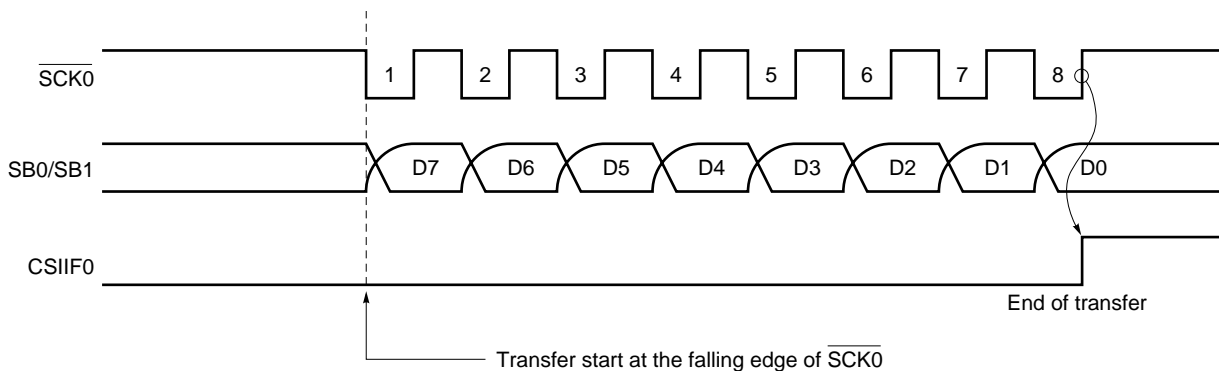 SCK0
1 2 3 4 5 6 7 8
SB0/SB1
D7 D6 D5 D4 D3 D2 D1 D0
CSIIF0
End of transfer
Transfer start at the falling edge of SCK0